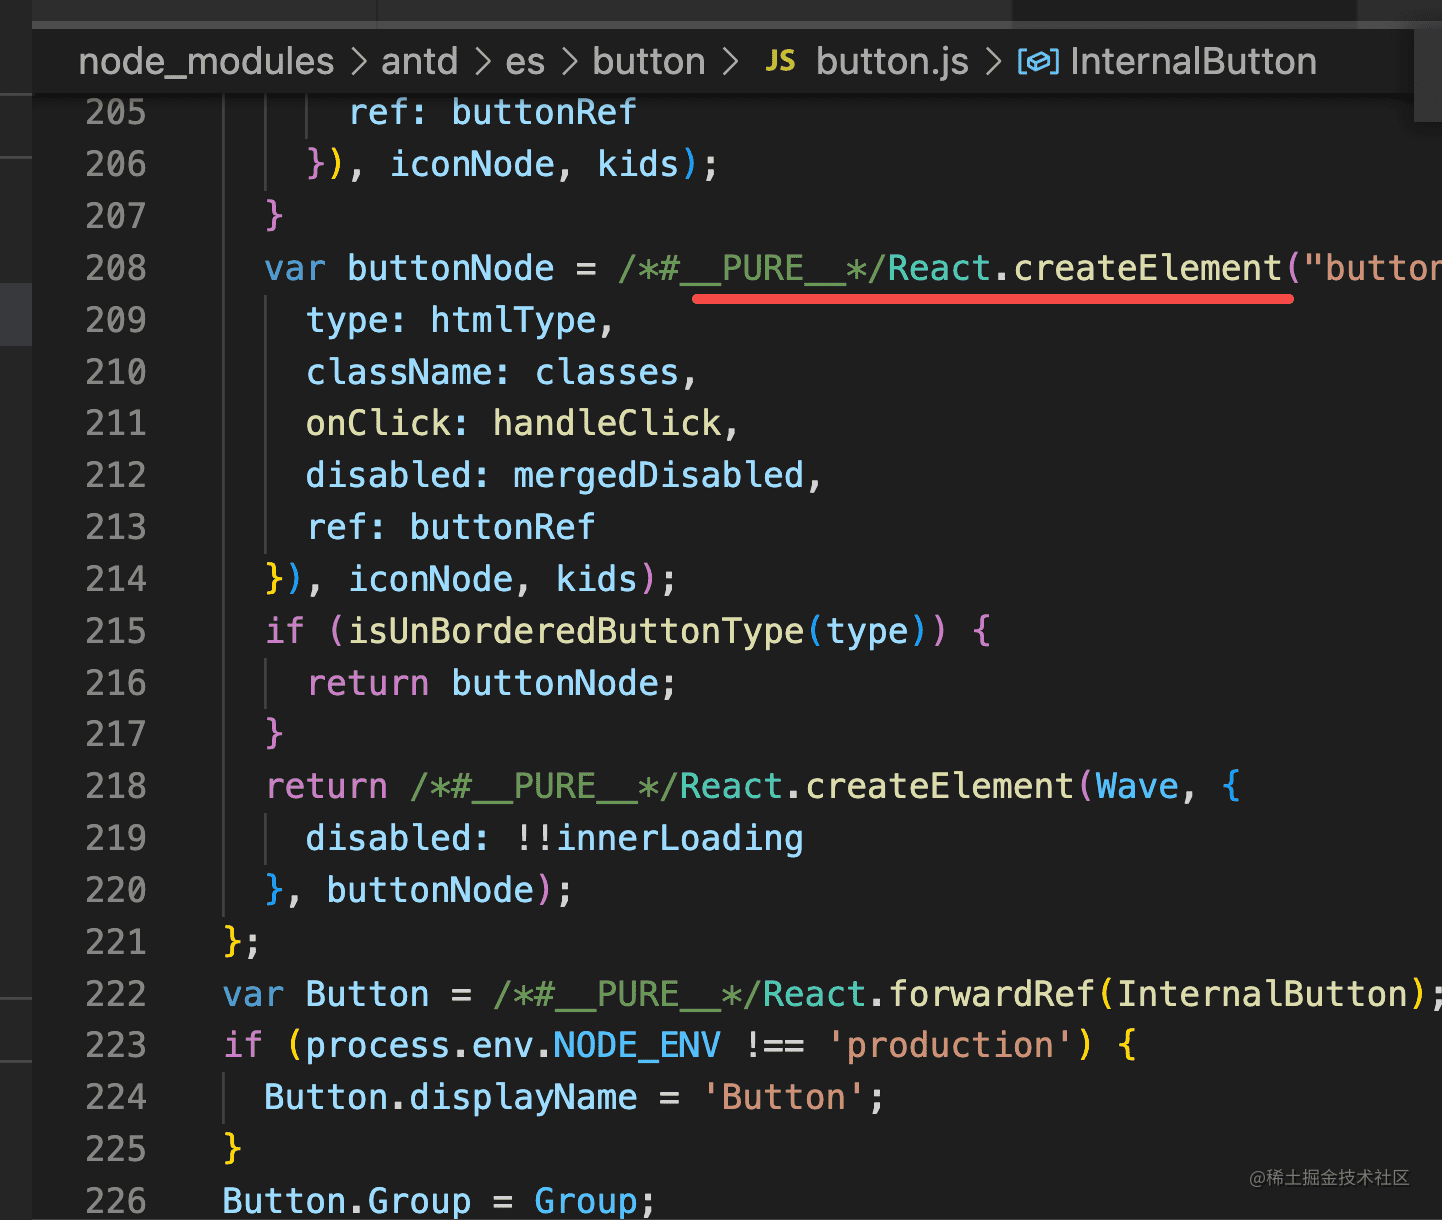 node_modules > antd > es > button > JS button.js > InternalButton
205 ref: buttonRef
206 }), iconNode, kids);
207 }
208 var buttonNode = /*#__PURE__*/React.createElement("button
209 type: htmlType,
210 className: classes,
211 onClick: handleClick,
212 disabled: mergedDisabled,
213 ref: buttonRef
214 }), iconNode, kids);
215 if (isUnBorderedButtonType(type)) {
216 return buttonNode;
217 }
218 return /*#__PURE__*/React.createElement(Wave, {
219 disabled: !!innerLoading
220 }, buttonNode);
221 };
222 var Button = /*#__PURE__*/React.forwardRef(InternalButton);
223 if (process.env.NODE_ENV !== 'production') {
224 Button.displayName = 'Button';
225 }
226 Button.Group = Group;
@稀土掘金技术社区